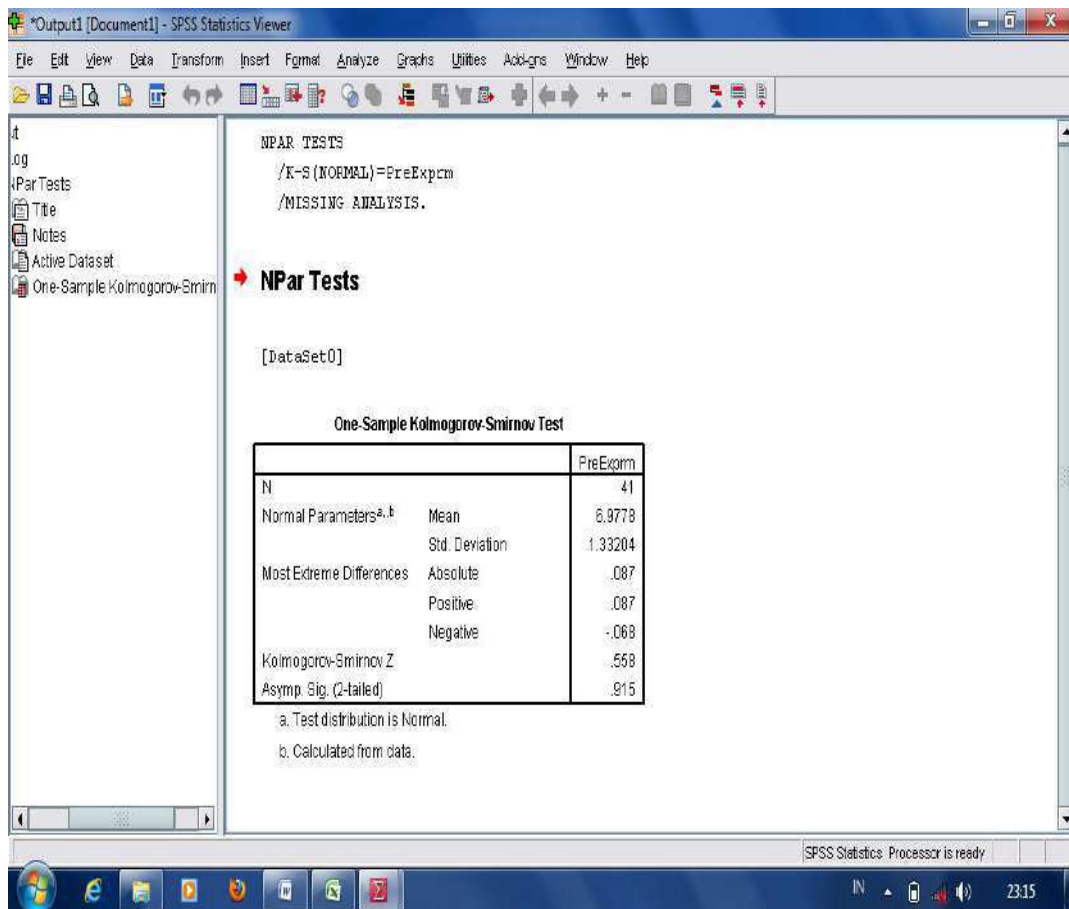 *Output1 [Document1] - SPSS Statistics Viewer
File Edit View Data Transform Insert Format Analyze Graphs Utilities Add-ons Window Help
Log
NPar Tests
Title
Notes
Active Dataset
One-Sample Kolmogorov-Smirn
NPAR TESTS
/K-S(NORMAL)=PreExprm
/MISSING ANALYSIS.
NPar Tests
[DataSet0]
One-Sample Kolmogorov-Smirnov Test
PreExprm
N 41
Normal Parametersa,,b Mean 6.9778
Std. Deviation 1.33204
Most Extreme Differences Absolute .087
Positive .087
Negative -.068
Kolmogorov-Smirnov Z .558
Asymp. Sig. (2-tailed) .915
a. Test distribution is Normal.
b. Calculated from data.
SPSS Statistics Processor is ready
IN 23:15